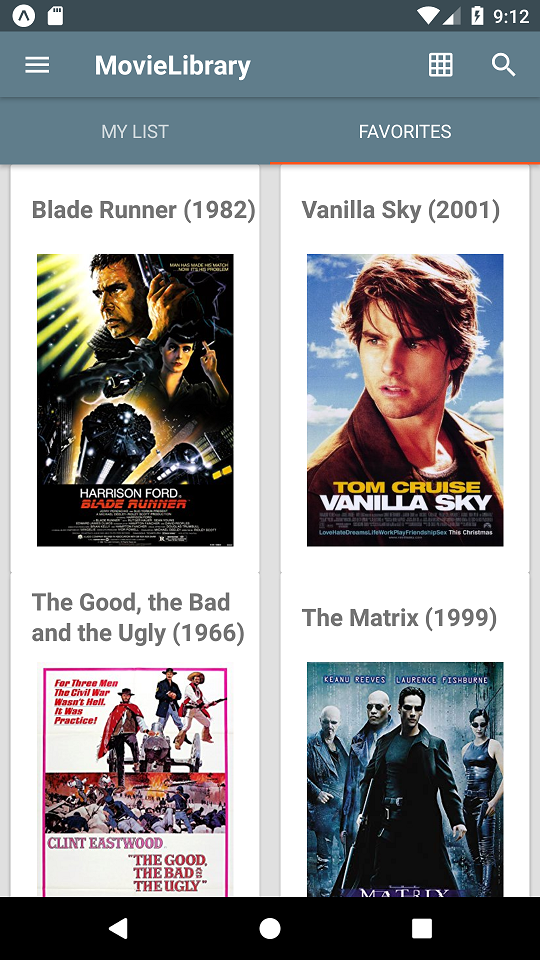 9:12
MovieLibrary
MY LIST
FAVORITES
Blade Runner (1982)
Vanilla Sky (2001)
MAN HAS MADE HIS MATCH
...NOW IT'S HIS PROBLEM
HARRISON FORD
BLADE RUNNER
TOM CRUISE
VANILLA SKY
LoveHateDreamsLifeWorkPlayFriendshipSex This Christmas
The Good, the Bad
and the Ugly (1966)
The Matrix (1999)
For Three Men
The Civil War
Wasn't Hell.
It Was
Practice!
CLINT EASTWOOD
"THE GOOD,
THE BAD AND
THE UGLY"
KEANU REEVES LAURENCE FISHBURNE
THE
MATRIX